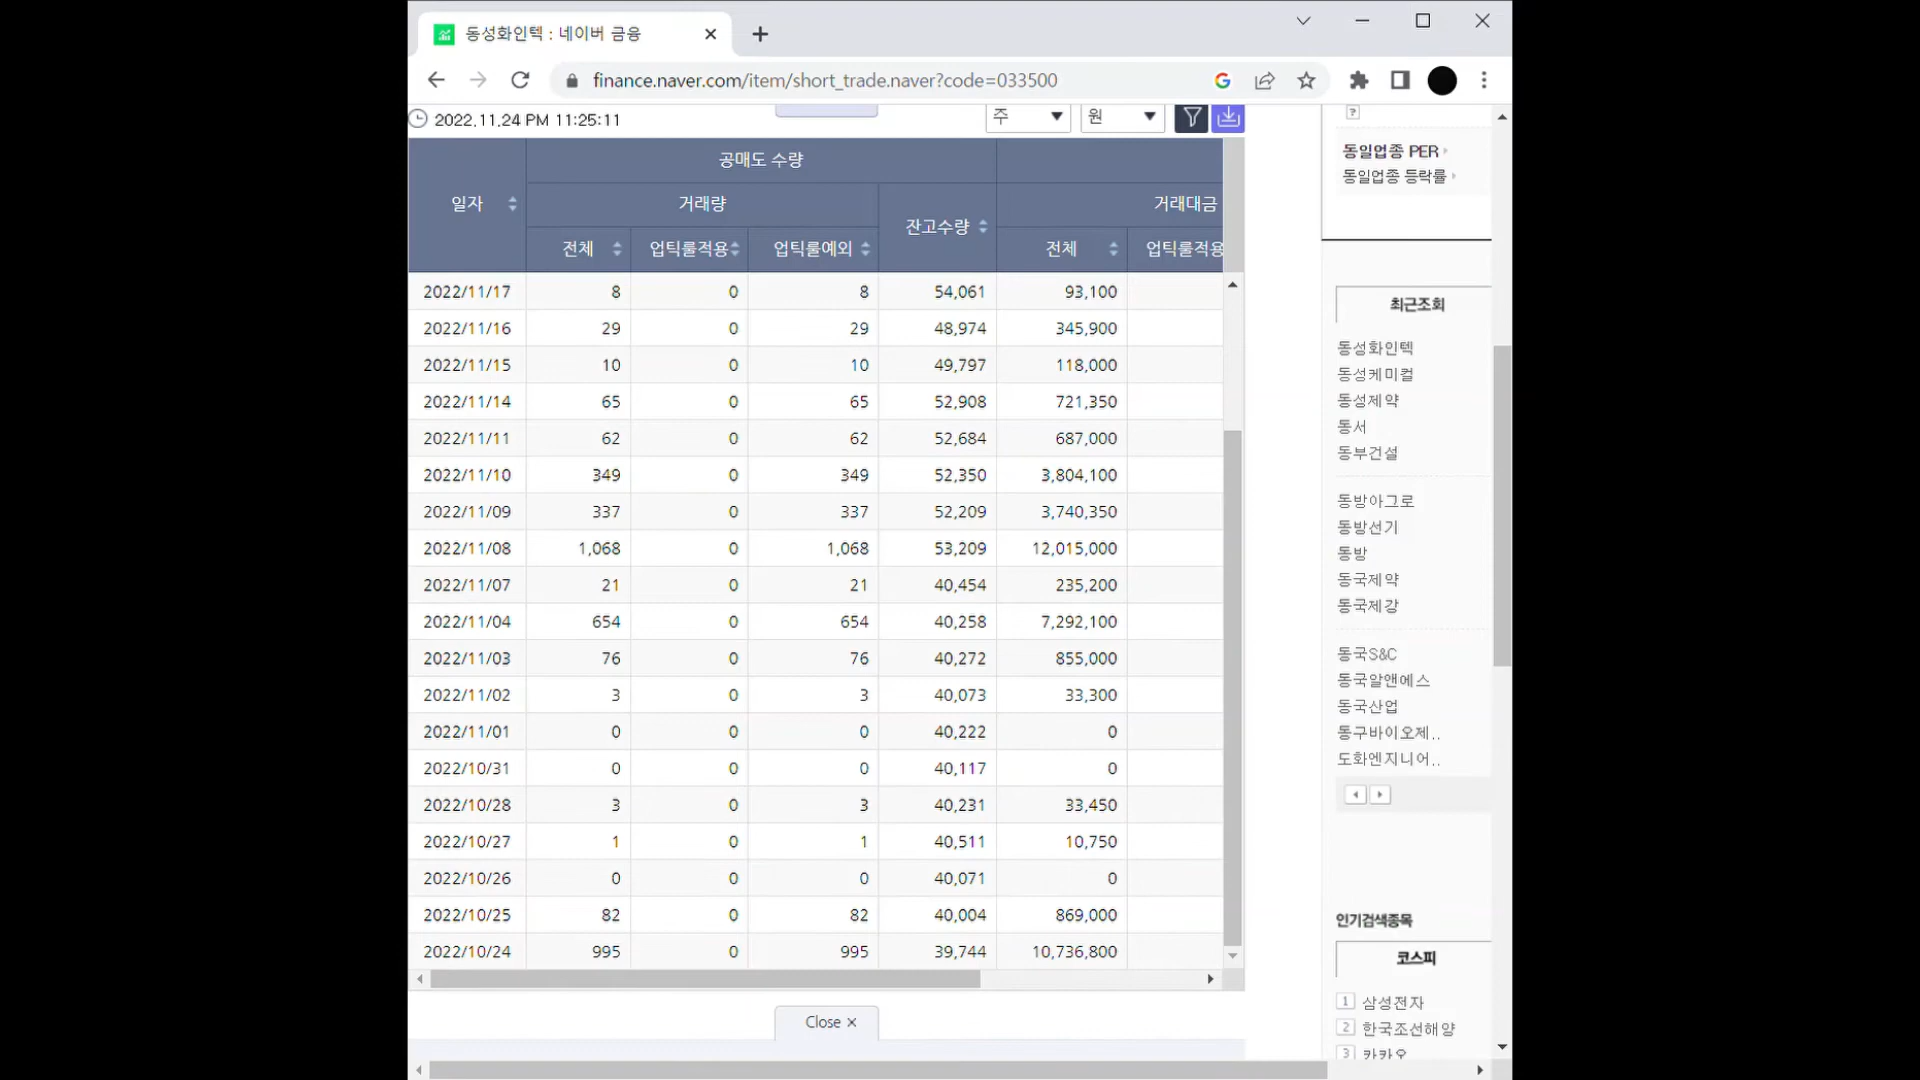 동성화인텍 : 네이버 금융
finance.naver.com/item/short_trade.naver?code=033500
2022.11.24 PM 11:25:11
주
원
일자
공매도 수량
거래량
잔고수량
거래대금
전체
업틱룰적용
업틱룰예외
전체
업틱룰적용
2022/11/17 8 0 8 54,061 93,100
2022/11/16 29 0 29 48,974 345,900
2022/11/15 10 0 10 49,797 118,000
2022/11/14 65 0 65 52,908 721,350
2022/11/11 62 0 62 52,684 687,000
2022/11/10 349 0 349 52,350 3,804,100
2022/11/09 337 0 337 52,209 3,740,350
2022/11/08 1,068 0 1,068 53,209 12,015,000
2022/11/07 21 0 21 40,454 235,200
2022/11/04 654 0 654 40,258 7,292,100
2022/11/03 76 0 76 40,272 855,000
2022/11/02 3 0 3 40,073 33,300
2022/11/01 0 0 0 40,222 0
2022/10/31 0 0 0 40,117 0
2022/10/28 3 0 3 40,231 33,450
2022/10/27 1 0 1 40,511 10,750
2022/10/26 0 0 0 40,071 0
2022/10/25 82 0 82 40,004 869,000
2022/10/24 995 0 995 39,744 10,736,800
Close ×
?
동일업종 PER
동일업종 등락률
최근조회
동성화인텍
동성케미컬
동성제약
동서
동부건설
동방아그로
동방선기
동방
동국제약
동국제강
동국S&C
동국알앤에스
동국산업
동구바이오제..
도화엔지니어..
인기검색종목
코스피
1 삼성전자
2 한국조선해양
3 카카오